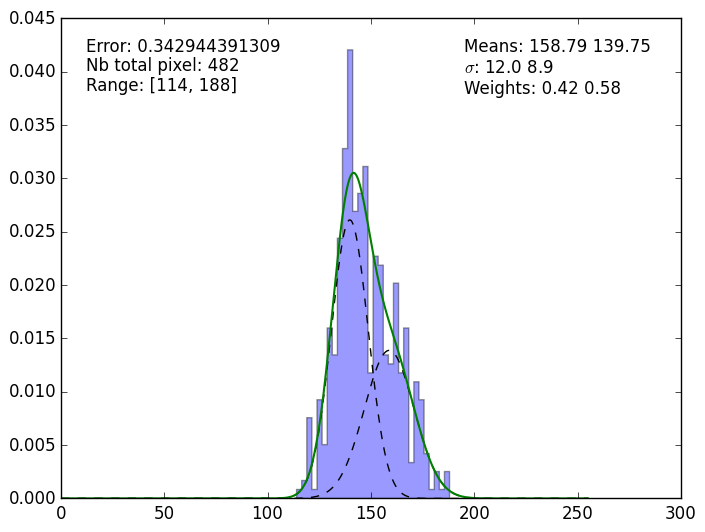 Error: 0.342944391309
Nb total pixel: 482
Range: [114, 188]
Means: 158.79 139.75
σ: 12.0 8.9
Weights: 0.42 0.58
0.045
0.040
0.035
0.030
0.025
0.020
0.015
0.010
0.005
0.000
0 50 100 150 200 250 300